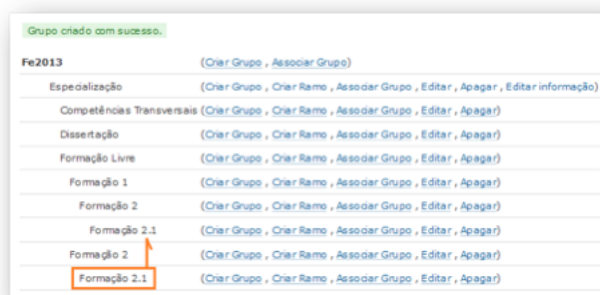 Grupo criado com sucesso.
Fe2013 (Criar Grupo , Associar Grupo)
Especialização (Criar Grupo , Criar Ramo , Associar Grupo , Editar , Apagar , Editar informação)
Competências Transversais (Criar Grupo , Criar Ramo , Associar Grupo , Editar , Apagar)
Dissertação (Criar Grupo , Criar Ramo , Associar Grupo , Editar , Apagar)
Formação Livre (Criar Grupo , Criar Ramo , Associar Grupo , Editar , Apagar)
Formação 1 (Criar Grupo , Criar Ramo , Associar Grupo , Editar , Apagar)
Formação 2 (Criar Grupo , Criar Ramo , Associar Grupo , Editar , Apagar)
Formação 2.1 (Criar Grupo , Criar Ramo , Associar Grupo , Editar , Apagar)
Formação 2 (Criar Grupo , Criar Ramo , Associar Grupo , Editar , Apagar)
Formação 2.1 (Criar Grupo , Criar Ramo , Associar Grupo , Editar , Apagar)